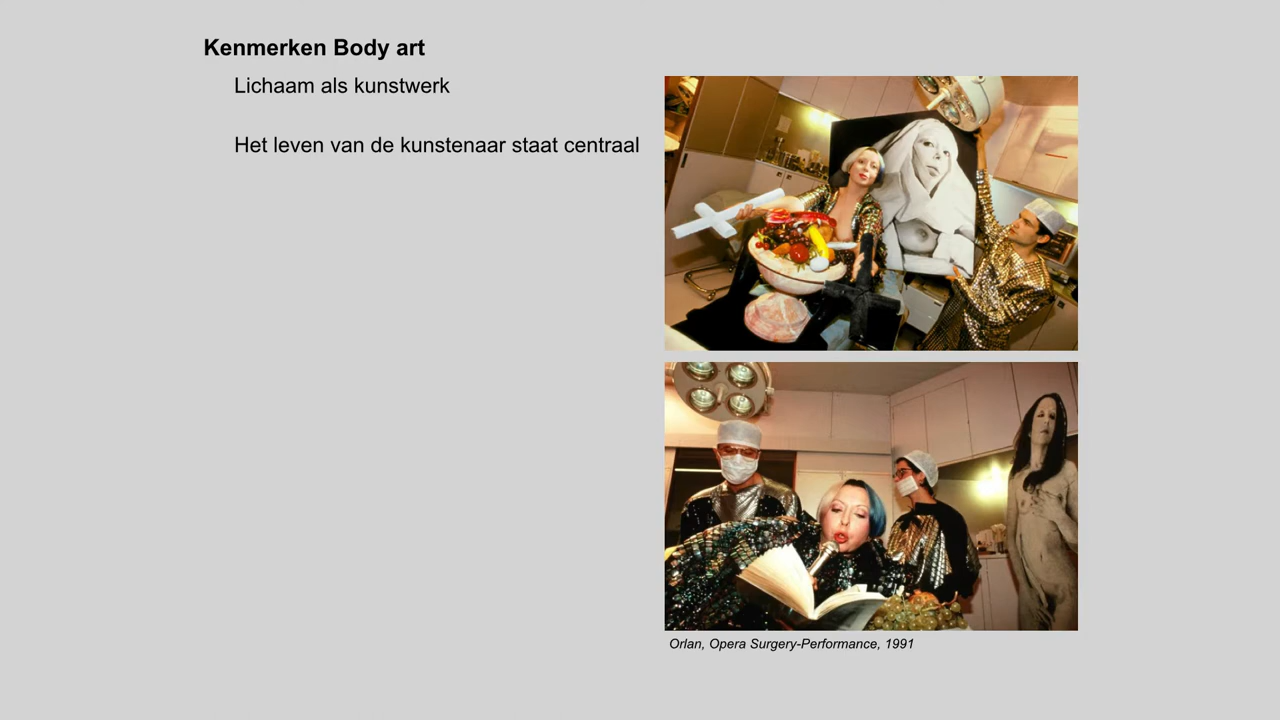 Kenmerken Body art
Lichaam als kunstwerk
Het leven van de kunstenaar staat centraal
Orlan, Opera Surgery-Performance, 1991